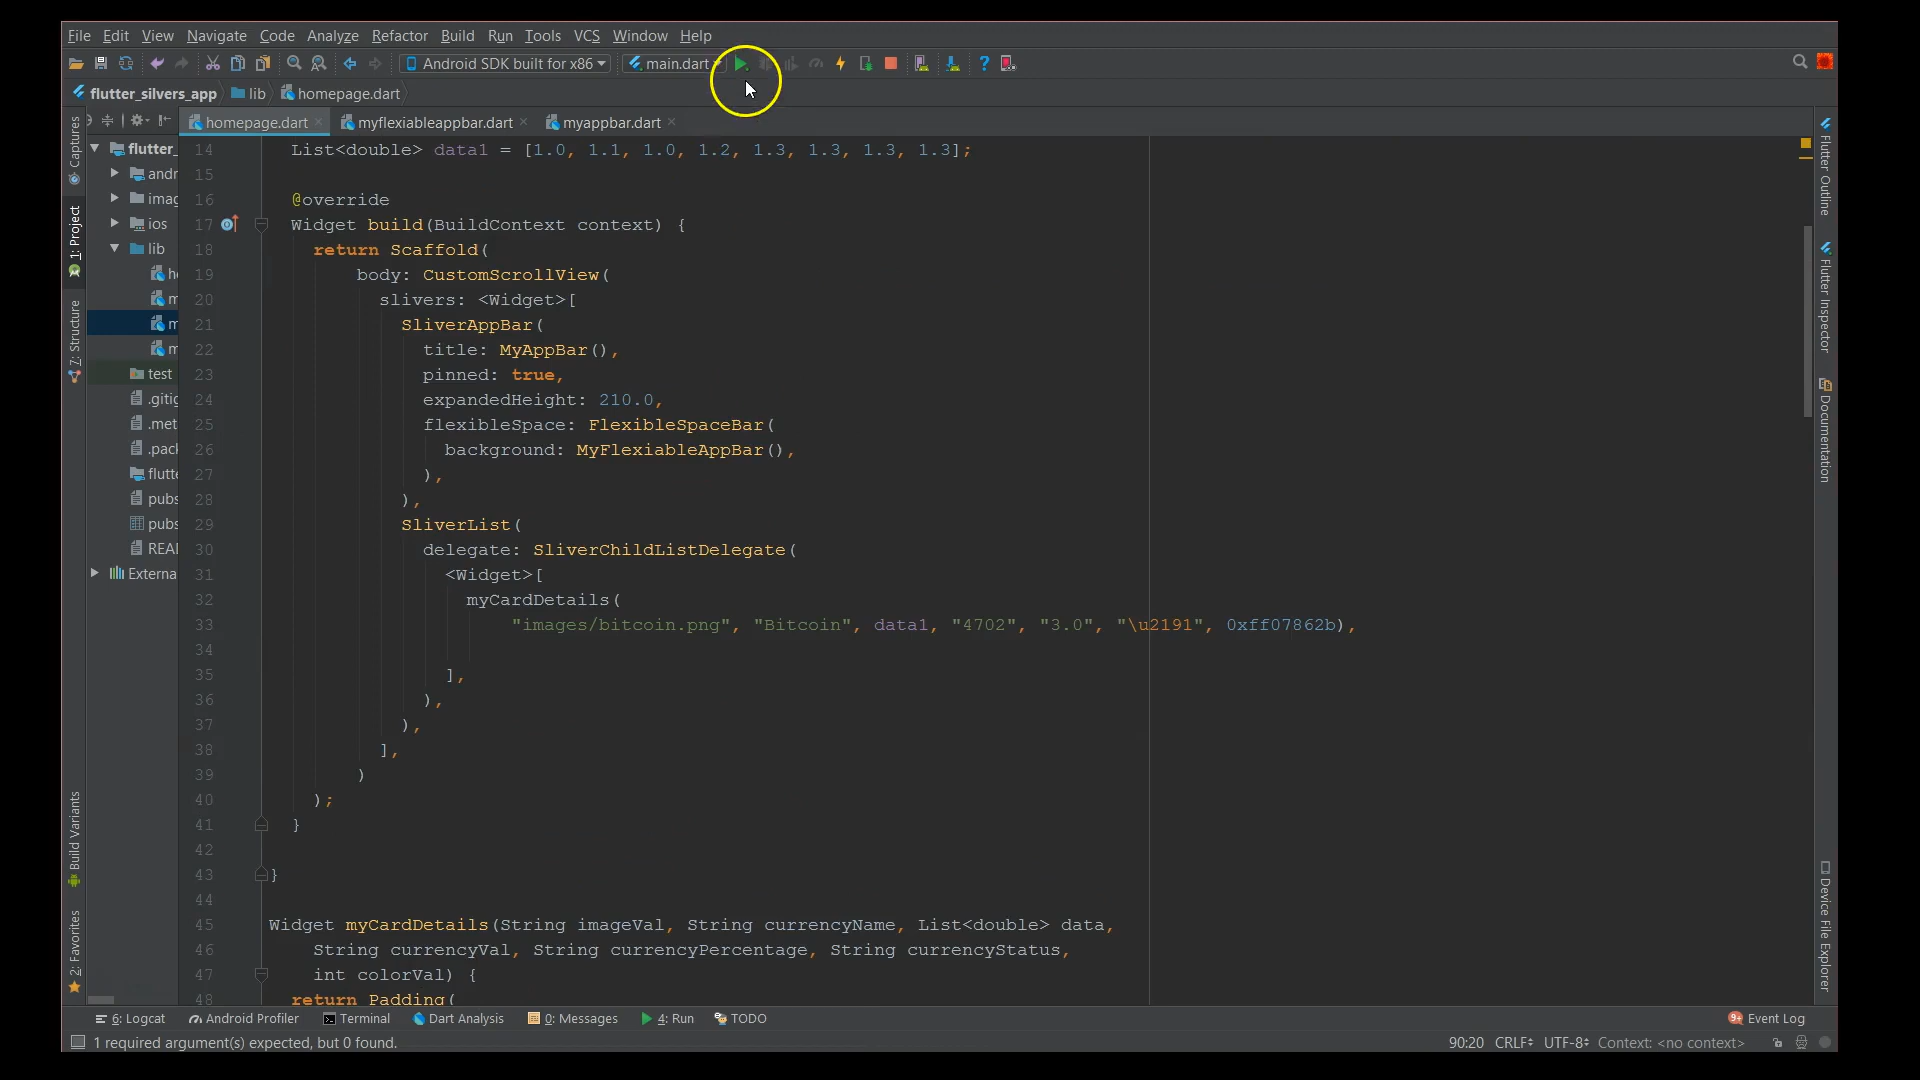 File Edit View Navigate Code Analyze Refactor Build Run Tools VCS Window Help
Android SDK built for x86 main.dart
flutter_silvers_app lib homepage.dart
homepage.dart myflexiableappbar.dart myappbar.dart
Captures
1: Project
7: Structure
Build Variants
2: Favorites
flutter_
andr
imag
ios
lib
h
m
m
m
test
.gitig
.met
.pack
flutte
pubs
pubs
READ
Externa
14 List<double> data1 = [1.0, 1.1, 1.0, 1.2, 1.3, 1.3, 1.3, 1.3];
15
16 @override
17 Widget build(BuildContext context) {
18 return Scaffold(
19 body: CustomScrollView(
20 slivers: <Widget>[
21 SliverAppBar(
22 title: MyAppBar(),
23 pinned: true,
24 expandedHeight: 210.0,
25 flexibleSpace: FlexibleSpaceBar(
26 background: MyFlexiableAppBar(),
27 ),
28 ),
29 SliverList(
30 delegate: SliverChildListDelegate(
31 <Widget>[
32 myCardDetails(
33 "images/bitcoin.png", "Bitcoin", data1, "4702", "3.0", "\u2191", 0xff07862b),
34
35 ],
36 ),
37 ),
38 ],
39 )
40 );
41 }
42
43 }
44
45 Widget myCardDetails(String imageVal, String currencyName, List<double> data,
46 String currencyVal, String currencyPercentage, String currencyStatus,
47 int colorVal) {
48 return Padding(
Flutter Outline
Flutter Inspector
Documentation
Device File Explorer
6: Logcat Android Profiler Terminal Dart Analysis 0: Messages 4: Run TODO 9+ Event Log
1 required argument(s) expected, but 0 found. 90:20 CRLF UTF-8 Context: <no context>